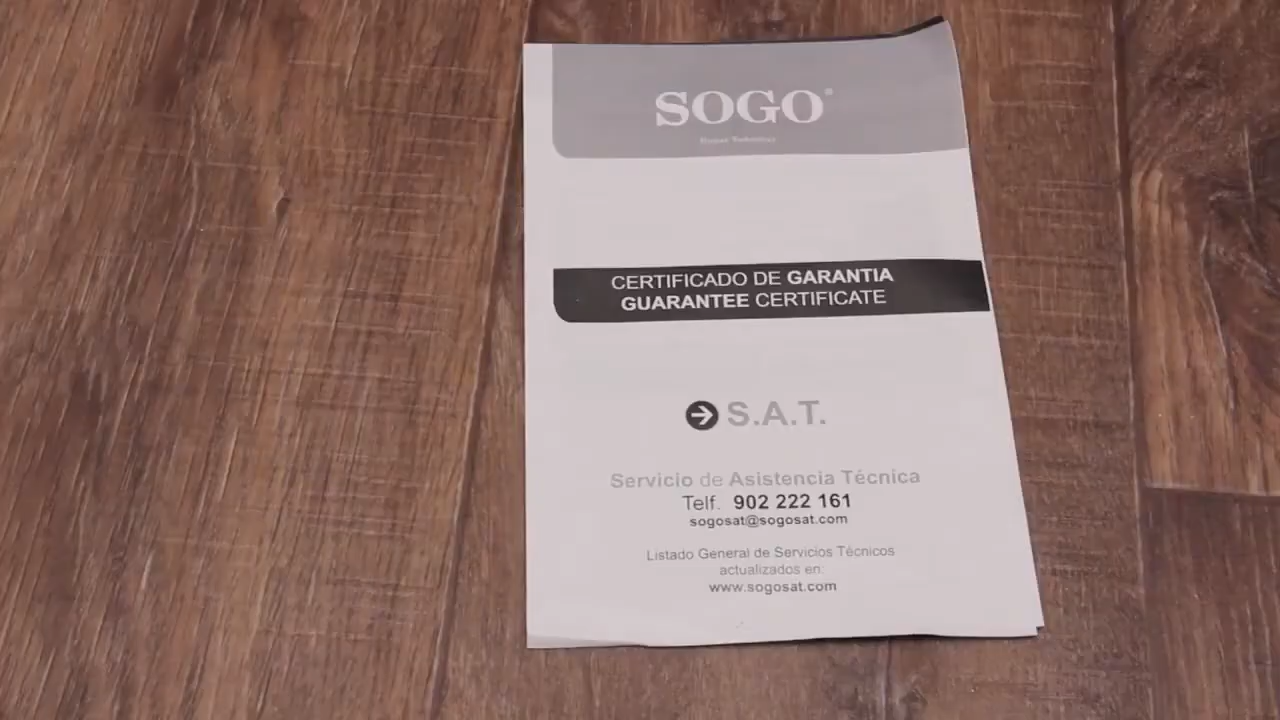 SOGO®
CERTIFICADO DE GARANTIA
GUARANTEE CERTIFICATE
S.A.T.
Servicio de Asistencia Técnica
Telf. 902 222 161
sogosat@sogosat.com
Listado General de Servicios Técnicos
actualizados en:
www.sogosat.com